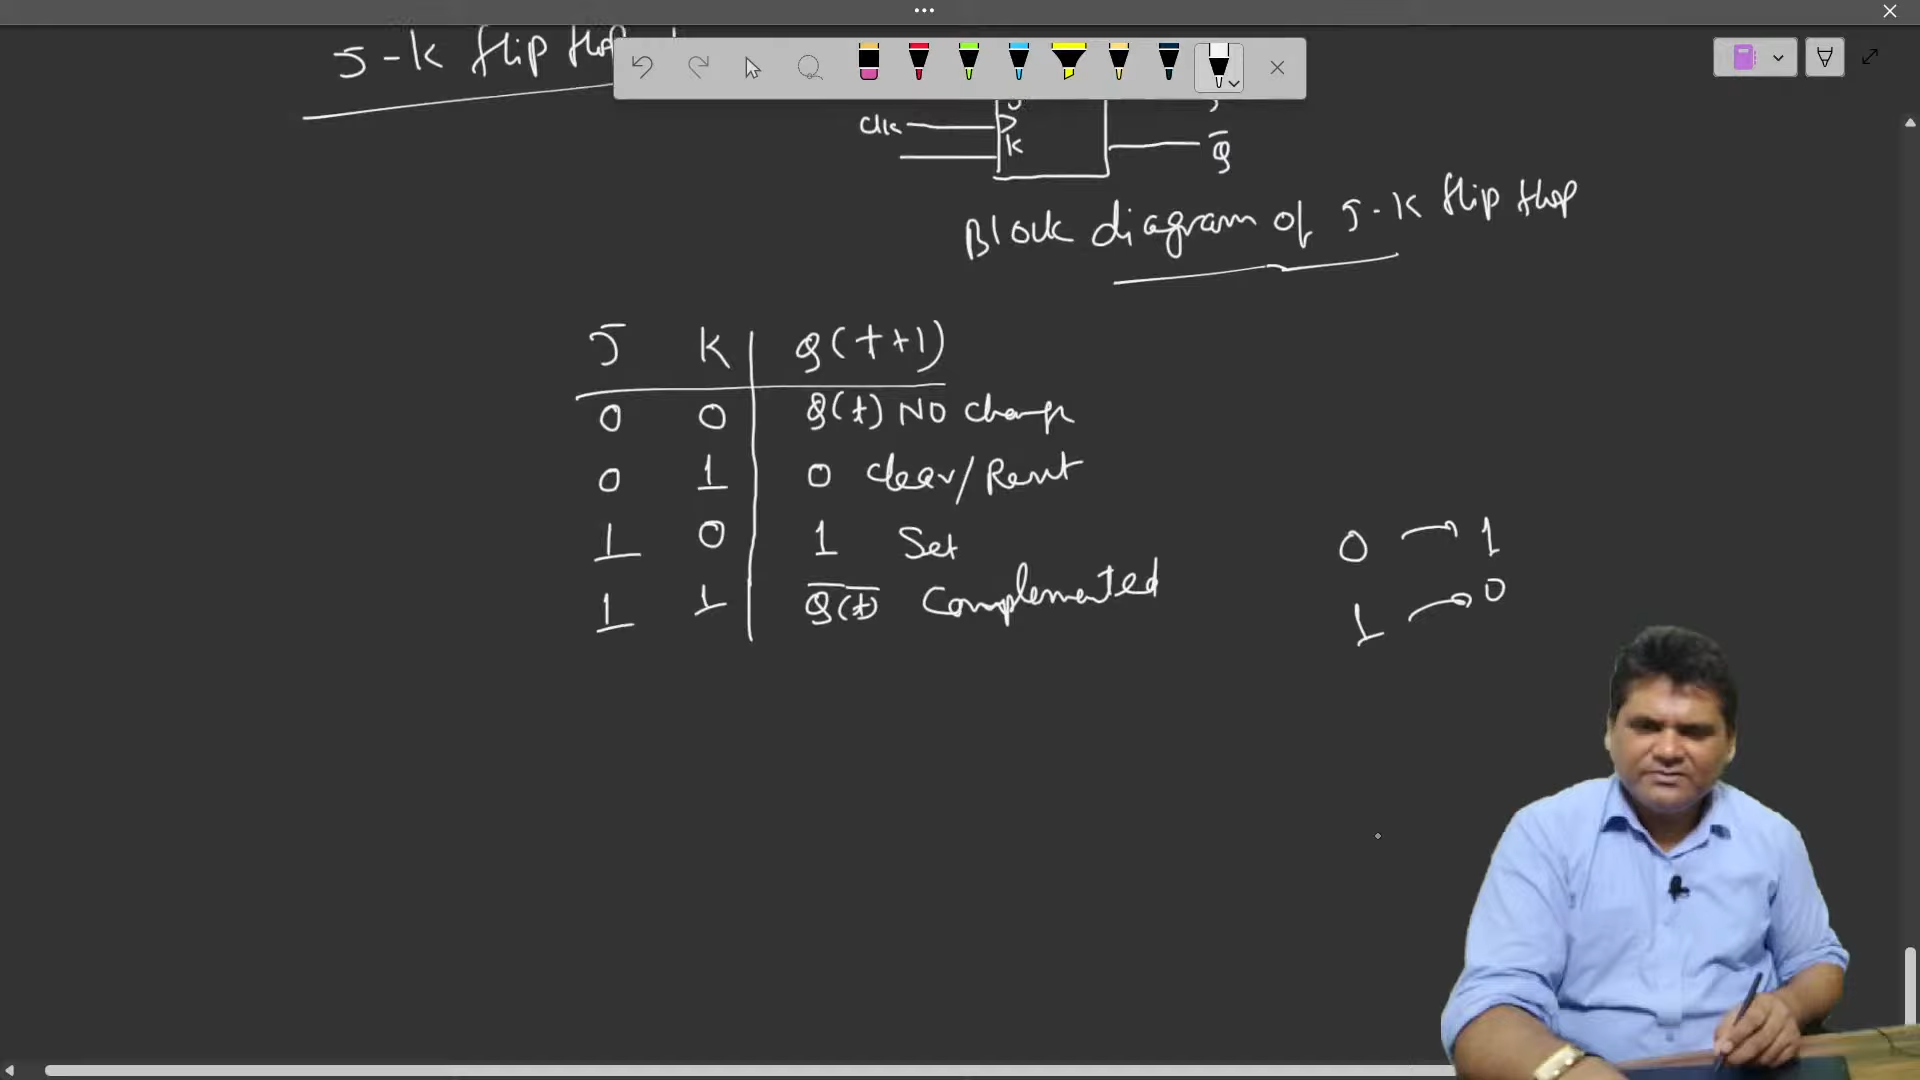 J-K flip flop
Clk
K
Q̅
Block diagram of J-K flip flop
J K Q(t+1)
0 0 Q(t) NO change
0 1 0 Clear/Reset
1 0 1 Set
1 1 Q̅(̅t̅)̅ Complemented
0 → 1
1 → 0